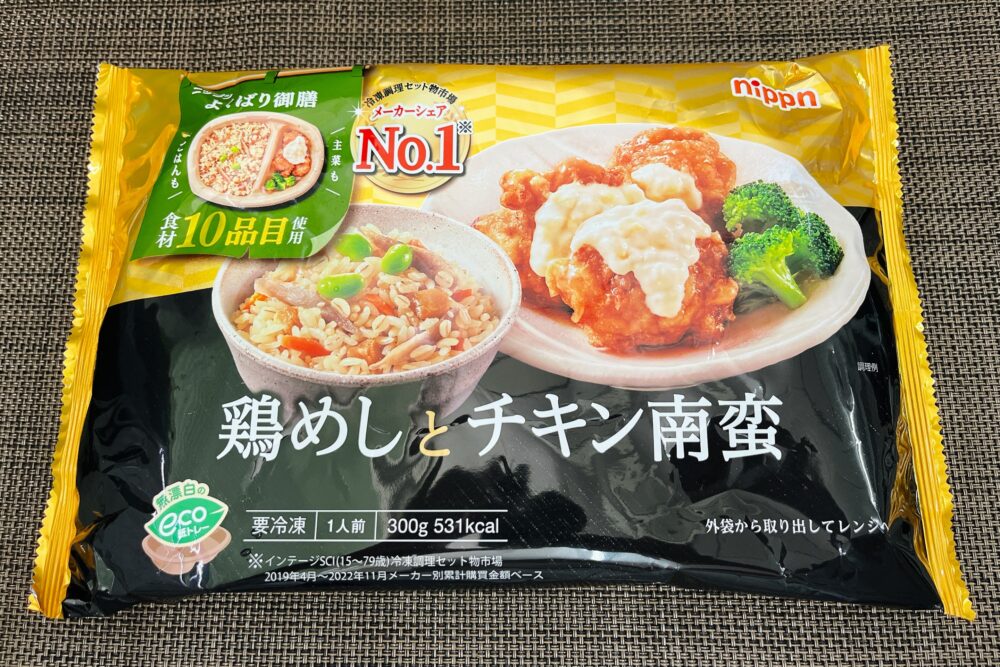 よくばり御膳
ごはんも
主菜も
食材10品目使用
冷凍調理セット物市場
メーカーシェア
No.1※
nippn
調理例
鶏めしとチキン南蛮
無漂白の
eco
紙トレー
要冷凍 1人前 300g 531kcal
外袋から取り出してレンジへ
※インテージSCI(15〜79歳)冷凍調理セット物市場
2019年4月〜2022年11月メーカー別累計購買金額ベース